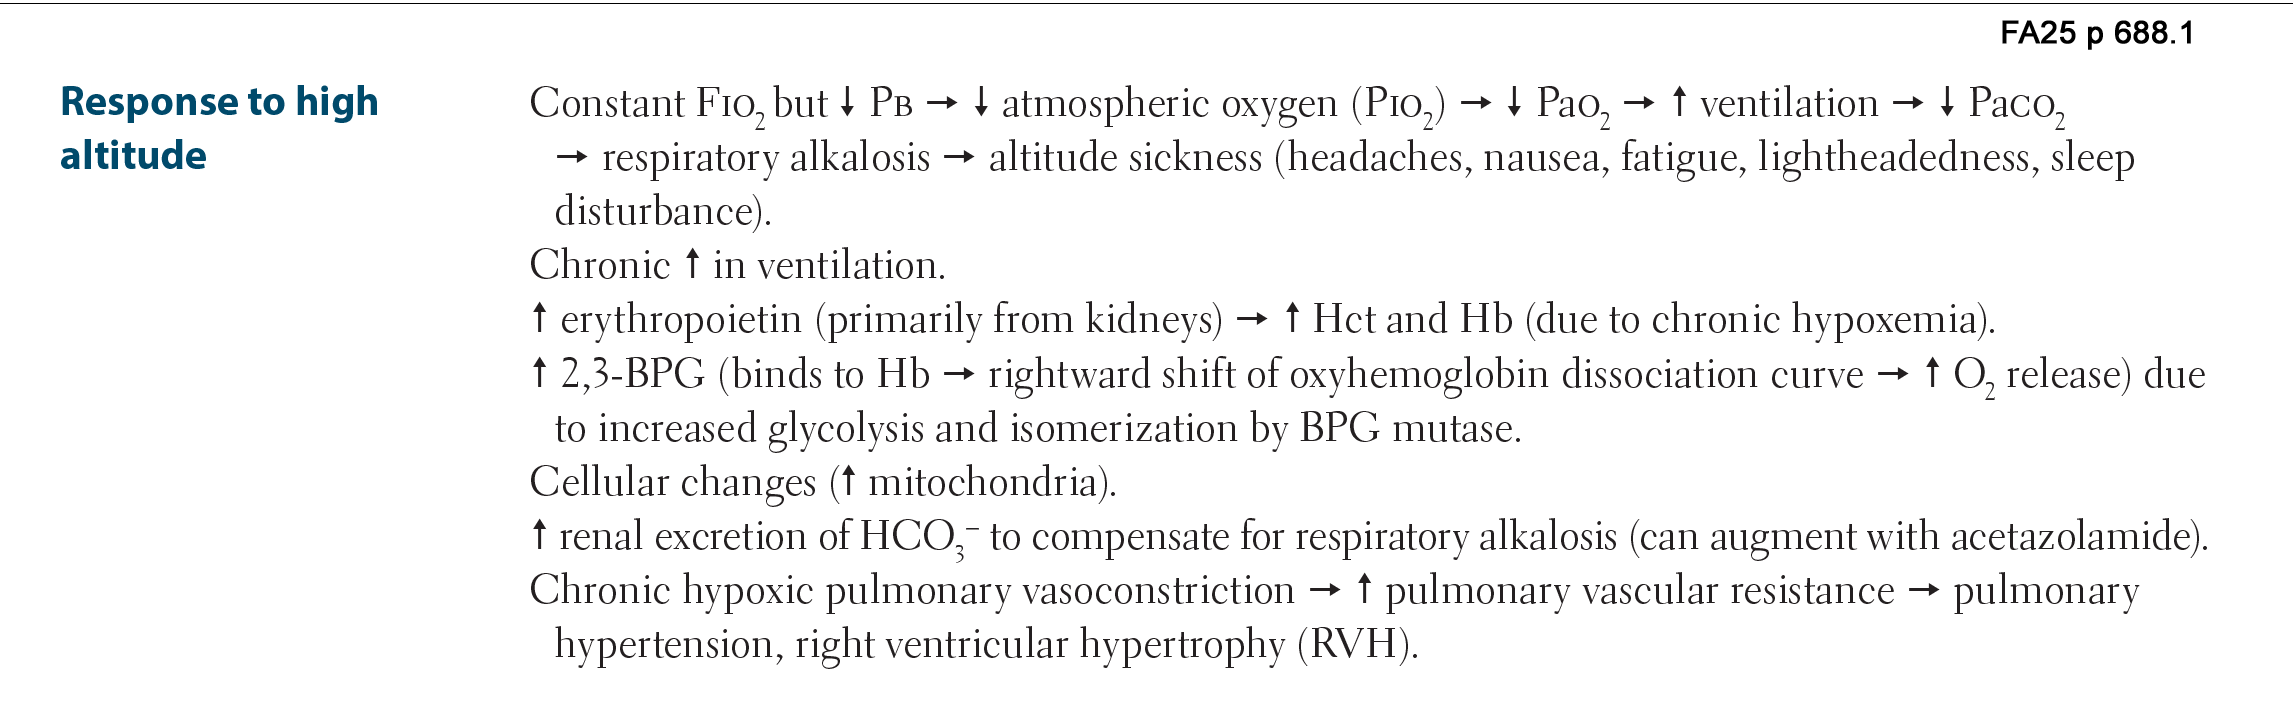 FA25 p 688.1
Response to high
altitude
Constant FIO₂ but ↓ PB → ↓ atmospheric oxygen (PIO₂) → ↓ PaO₂ → ↑ ventilation → ↓ PaCO₂
→ respiratory alkalosis → altitude sickness (headaches, nausea, fatigue, lightheadedness, sleep
disturbance).
Chronic ↑ in ventilation.
↑ erythropoietin (primarily from kidneys) → ↑ Hct and Hb (due to chronic hypoxemia).
↑ 2,3-BPG (binds to Hb → rightward shift of oxyhemoglobin dissociation curve → ↑ O₂ release) due
to increased glycolysis and isomerization by BPG mutase.
Cellular changes (↑ mitochondria).
↑ renal excretion of HCO₃⁻ to compensate for respiratory alkalosis (can augment with acetazolamide).
Chronic hypoxic pulmonary vasoconstriction → ↑ pulmonary vascular resistance → pulmonary
hypertension, right ventricular hypertrophy (RVH).